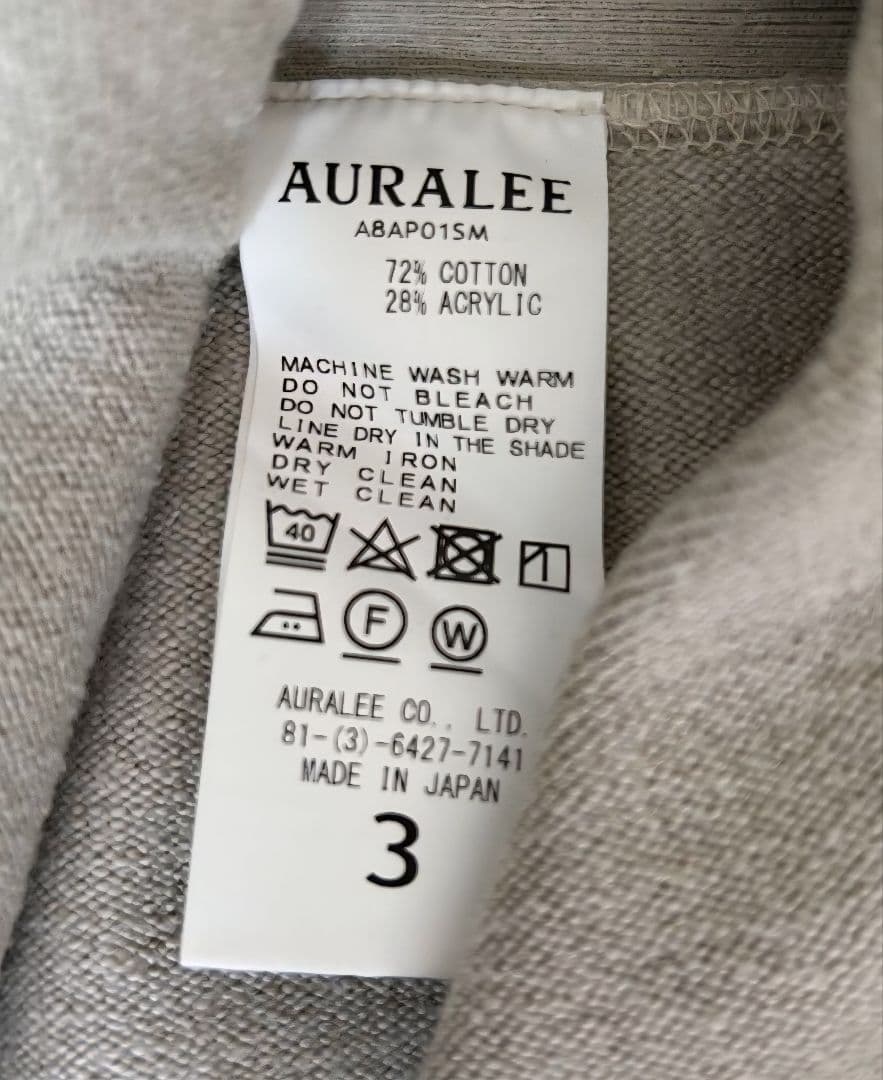 AURALEE
A8AP01SM
72% COTTON
28% ACRYLIC
MACHINE WASH WARM
DO NOT BLEACH
DO NOT TUMBLE DRY
LINE DRY IN THE SHADE
WARM IRON
DRY CLEAN
WET CLEAN
40
F W
AURALEE CO., LTD.
81-(3)-6427-7141
MADE IN JAPAN
3